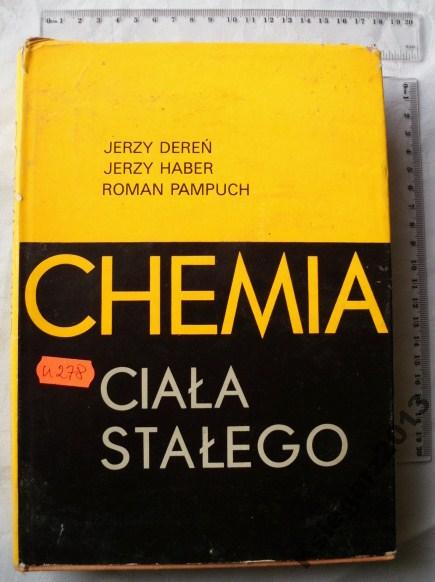 JERZY DEREŃ
JERZY HABER
ROMAN PAMPUCH
CHEMIA
CIAŁA
STAŁEGO